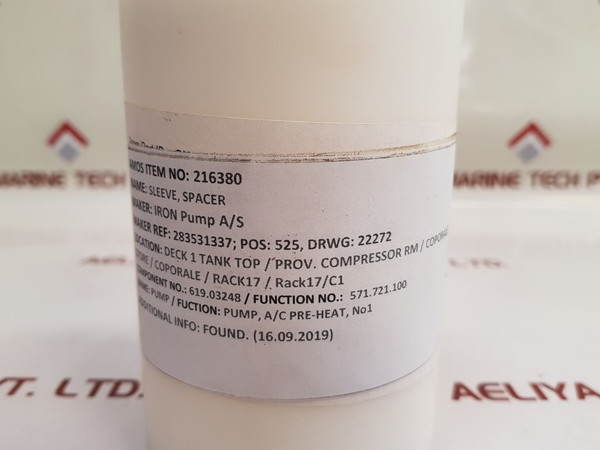 AMOS ITEM NO: 216380
NAME: SLEEVE, SPACER
MAKER: IRON Pump A/S
MAKER REF: 283531337; POS: 525, DRWG: 22272
LOCATION: DECK 1 TANK TOP / PROV. COMPRESSOR RM / COPORALE
STORE / COPORALE / RACK17 / Rack17/C1
COMPONENT NO.: 619.03248 / FUNCTION NO.: 571.721.100
NAME: PUMP / FUCTION: PUMP, A/C PRE-HEAT, No1
ADDITIONAL INFO: FOUND. (16.09.2019)
MARINE TECH
MARINE TECH P
VT. LTD.
AELIYA